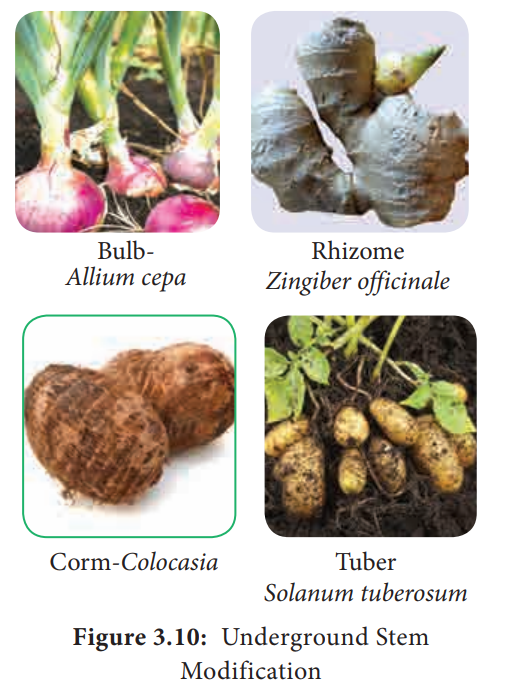 Bulb-
Allium cepa
Rhizome
Zingiber officinale
Corm-Colocasia
Tuber
Solanum tuberosum
Figure 3.10: Underground Stem
Modification